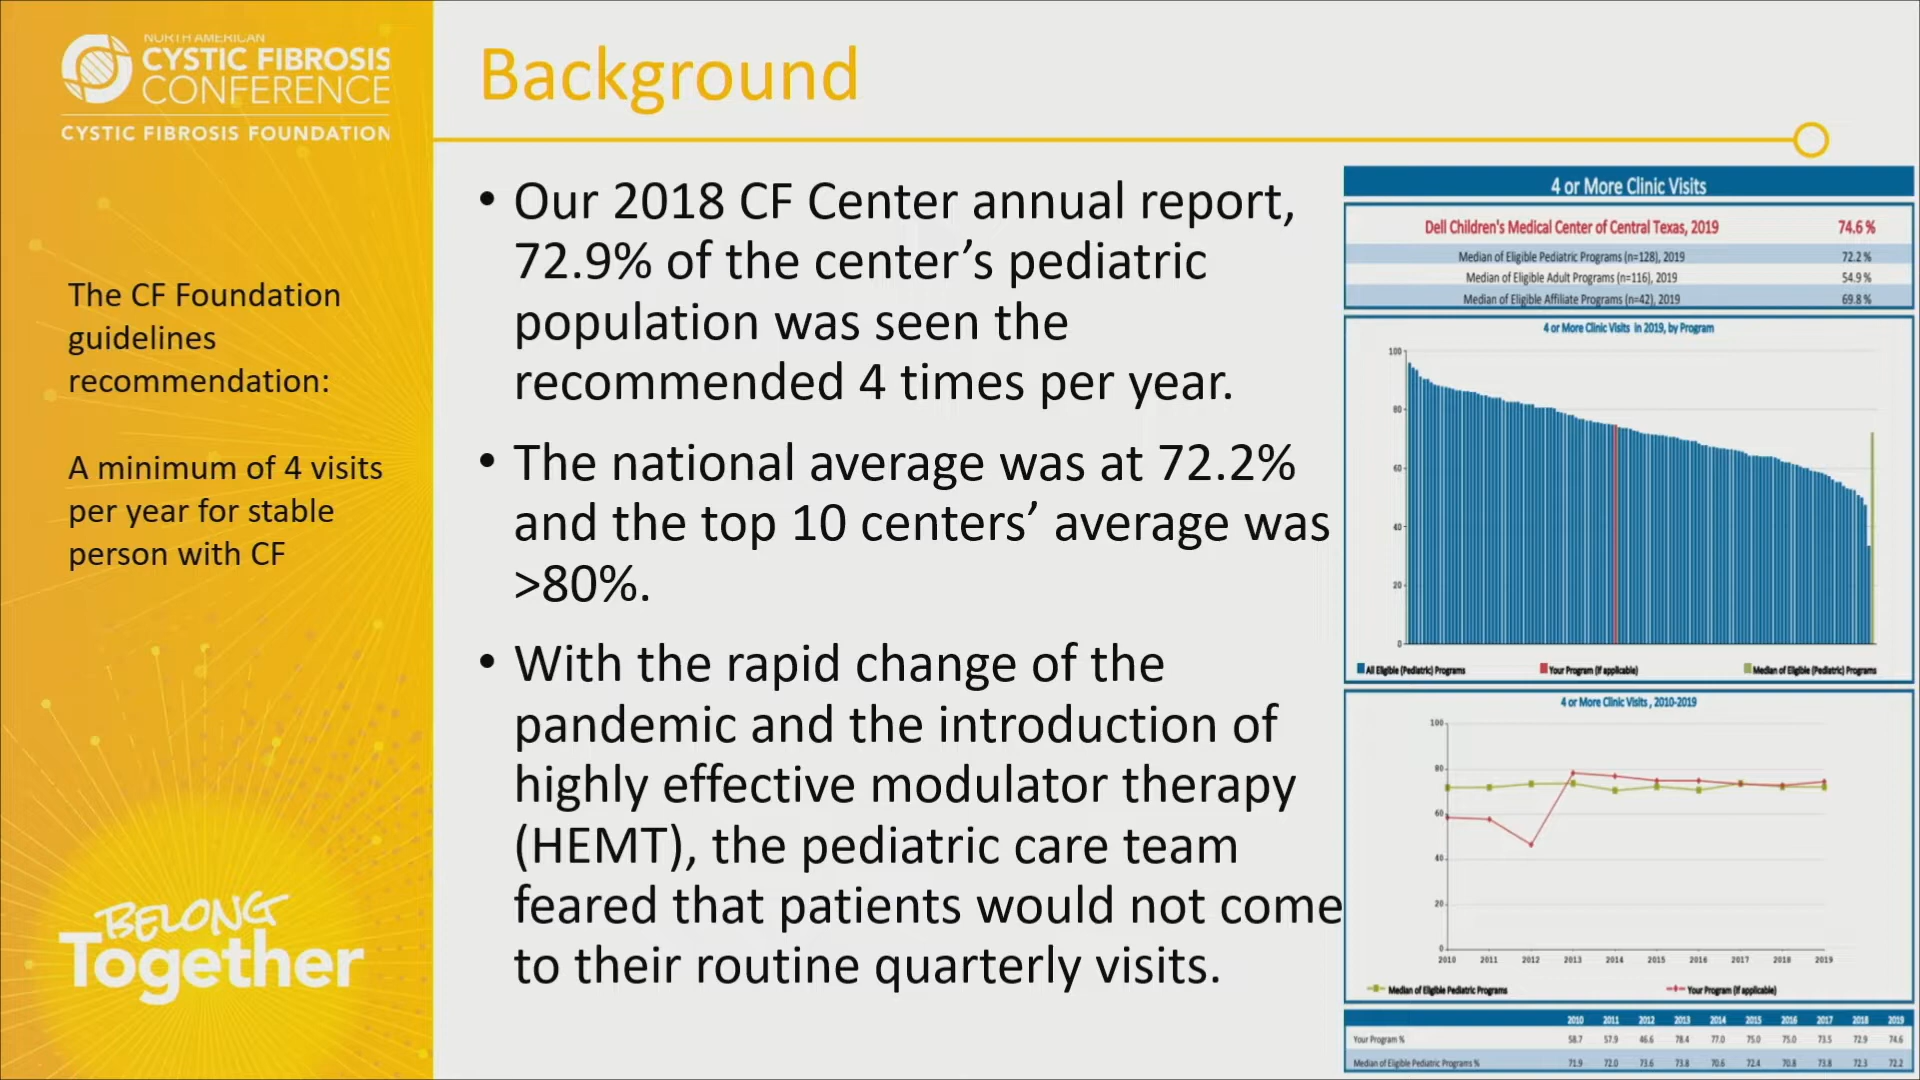 NORTH AMERICAN
CYSTIC FIBROSIS
CONFERENCE
CYSTIC FIBROSIS FOUNDATION
The CF Foundation
guidelines
recommendation:
A minimum of 4 visits
per year for stable
person with CF
BELONG
Together
Background
• Our 2018 CF Center annual report,
72.9% of the center’s pediatric
population was seen the
recommended 4 times per year.
• The national average was at 72.2%
and the top 10 centers’ average was
>80%.
• With the rapid change of the
pandemic and the introduction of
highly effective modulator therapy
(HEMT), the pediatric care team
feared that patients would not come
to their routine quarterly visits.
4 or More Clinic Visits
Dell Children's Medical Center of Central Texas, 2019 74.6 %
Median of Eligible Pediatric Programs (n=128), 2019 72.2 %
Median of Eligible Adult Programs (n=116), 2019 54.9 %
Median of Eligible Affiliate Programs (n=42), 2019 69.8 %
4 or More Clinic Visits in 2019, by Program
100
80
60
40
20
0
All Eligible (Pediatric) Programs Your Program (if applicable) Median of Eligible (Pediatric) Programs
4 or More Clinic Visits , 2010-2019
100
80
60
40
20
0
2010 2011 2012 2013 2014 2015 2016 2017 2018 2019
Median of Eligible Pediatric Programs Your Program (if applicable)
2010 2011 2012 2013 2014 2015 2016 2017 2018 2019
Your Program % 58.7 57.9 46.6 78.4 77.0 75.0 75.0 73.5 72.9 74.6
Median of Eligible Pediatric Programs % 71.9 72.0 73.6 73.8 70.6 72.4 70.8 73.8 72.3 72.2